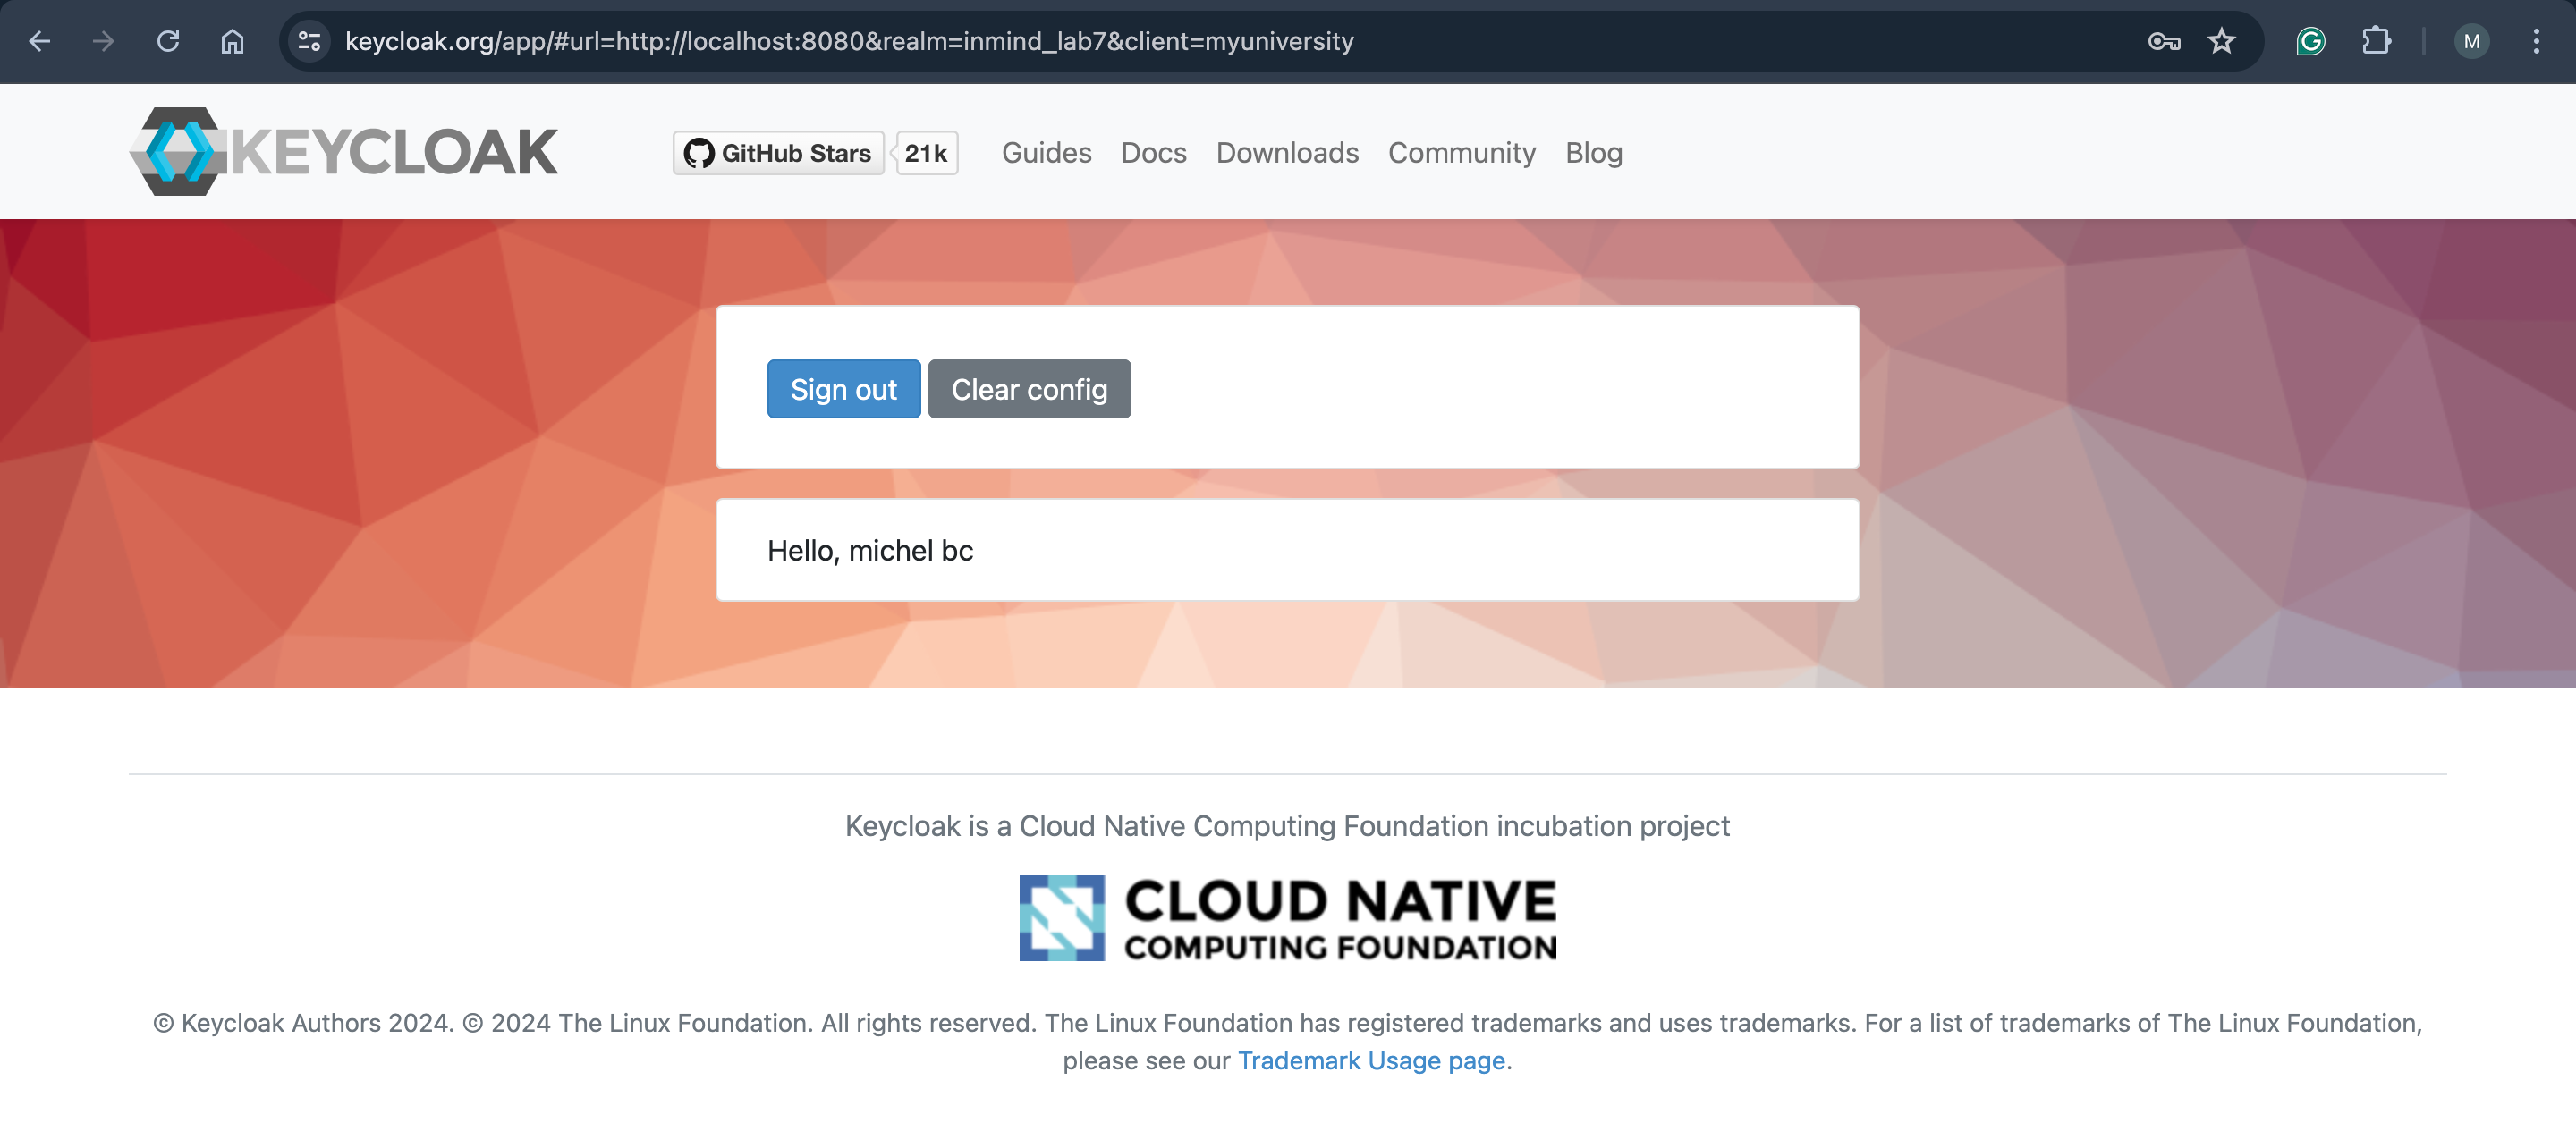 keycloak.org/app/#url=http://localhost:8080&realm=inmind_lab7&client=myuniversity
M
KEYCLOAK
GitHub Stars 21k
Guides Docs Downloads Community Blog
Sign out Clear config
Hello, michel bc
Keycloak is a Cloud Native Computing Foundation incubation project
CLOUD NATIVE
COMPUTING FOUNDATION
© Keycloak Authors 2024. © 2024 The Linux Foundation. All rights reserved. The Linux Foundation has registered trademarks and uses trademarks. For a list of trademarks of The Linux Foundation,
please see our Trademark Usage page.